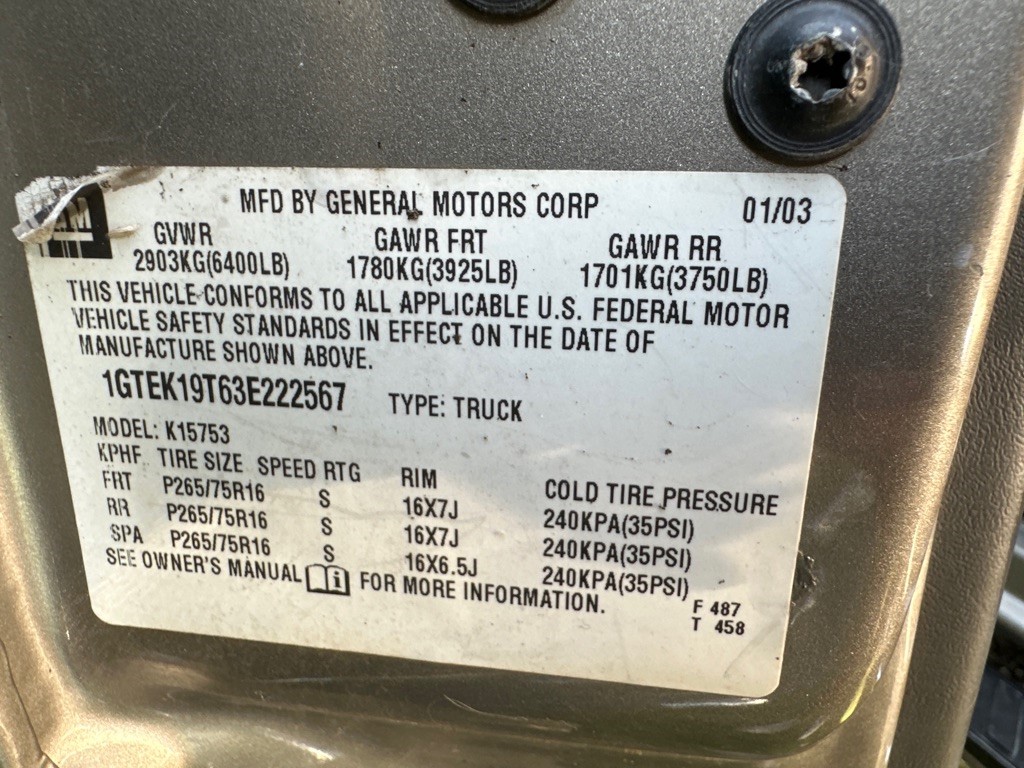 MFD BY GENERAL MOTORS CORP 01/03
GVWR GAWR FRT GAWR RR
2903KG(6400LB) 1780KG(3925LB) 1701KG(3750LB)
THIS VEHICLE CONFORMS TO ALL APPLICABLE U.S. FEDERAL MOTOR
VEHICLE SAFETY STANDARDS IN EFFECT ON THE DATE OF
MANUFACTURE SHOWN ABOVE.
1GTEK19T63E222567 TYPE: TRUCK
MODEL: K15753
KPHF TIRE SIZE SPEED RTG RIM COLD TIRE PRESSURE
FRT P265/75R16 S 16X7J 240KPA(35PSI)
RR P265/75R16 S 16X7J 240KPA(35PSI)
SPA P265/75R16 S 16X6.5J 240KPA(35PSI)
SEE OWNER'S MANUAL FOR MORE INFORMATION.
F 487
T 458